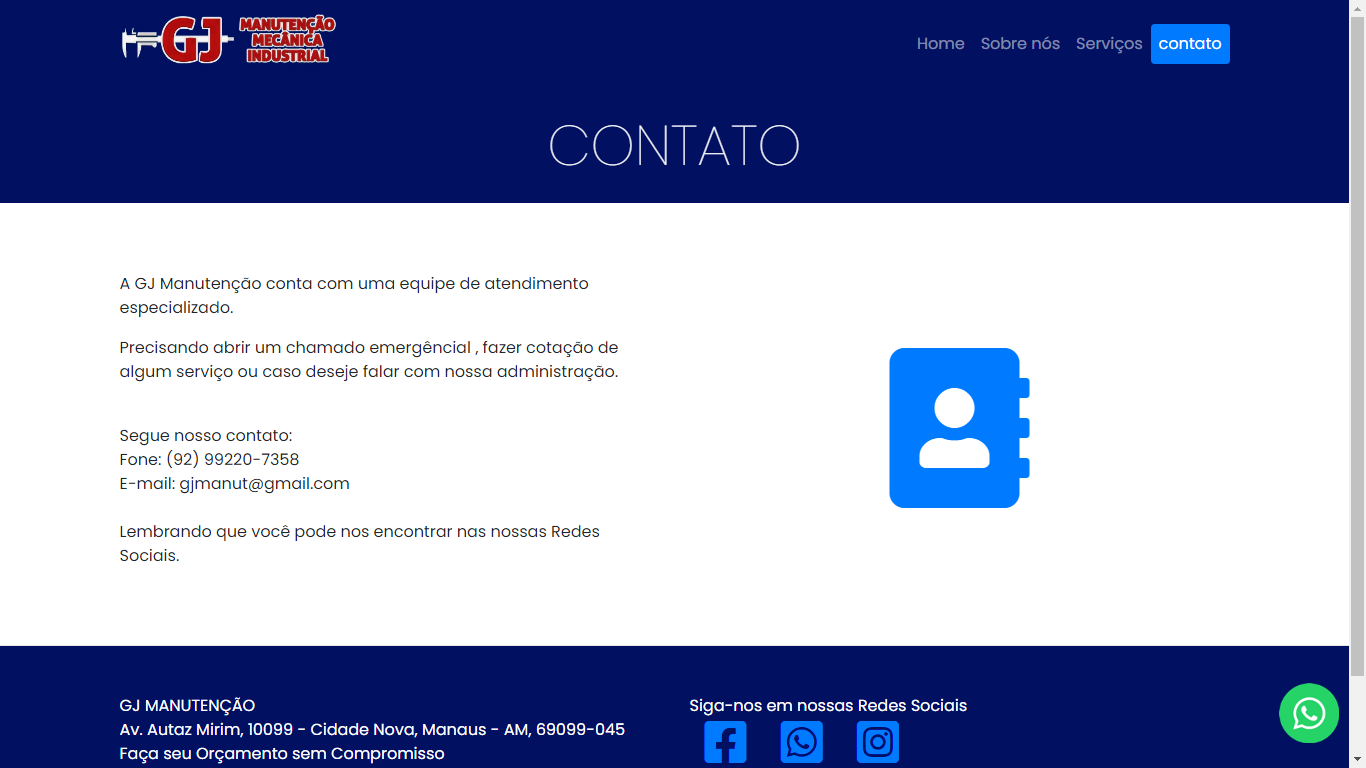 GJ MANUTENÇÃO
MECÂNICA
INDUSTRIAL
Home Sobre nós Serviços contato
CONTATO
A GJ Manutenção conta com uma equipe de atendimento
especializado.
Precisando abrir um chamado emergêncial , fazer cotação de
algum serviço ou caso deseje falar com nossa administração.
Segue nosso contato:
Fone: (92) 99220-7358
E-mail: gjmanut@gmail.com
Lembrando que você pode nos encontrar nas nossas Redes
Sociais.
GJ MANUTENÇÃO
Av. Autaz Mirim, 10099 - Cidade Nova, Manaus - AM, 69099-045
Faça seu Orçamento sem Compromisso
Siga-nos em nossas Redes Sociais